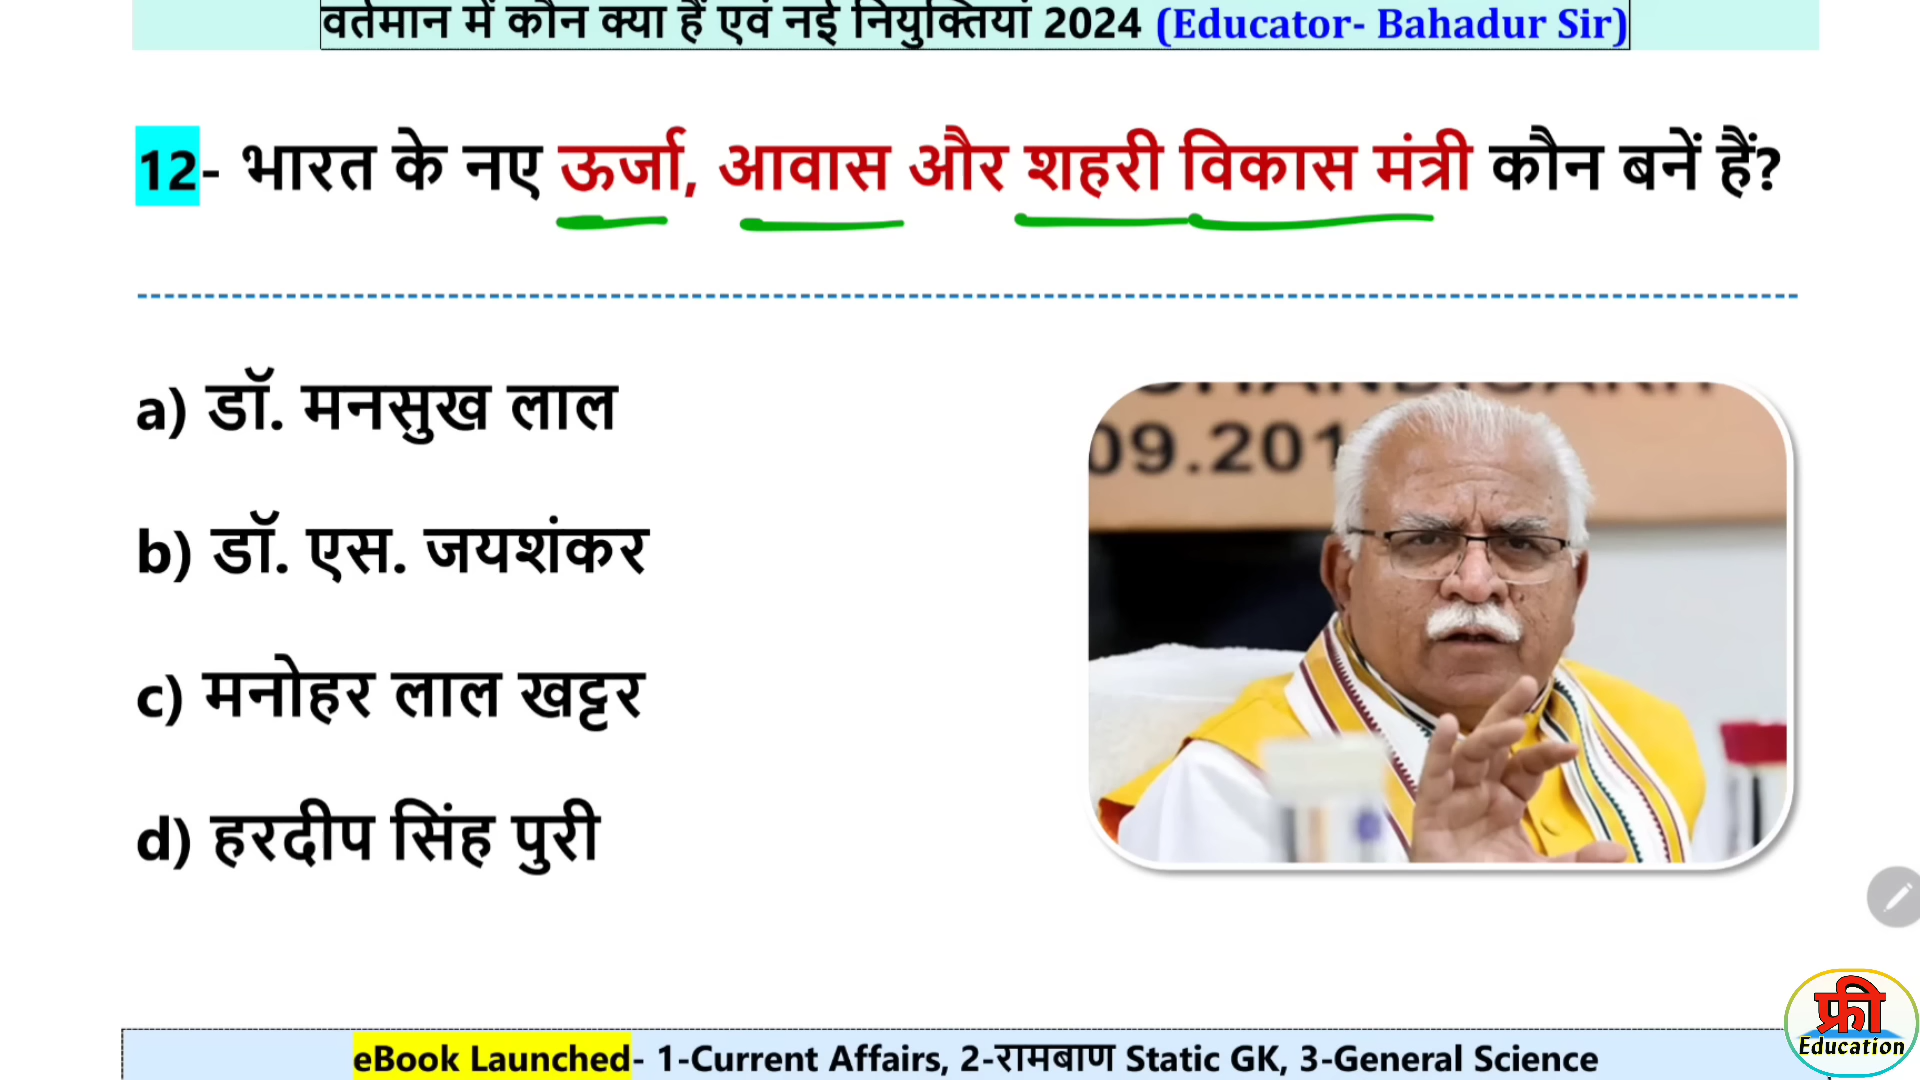 वर्तमान में कौन क्या हैं एवं नई नियुक्तियां 2024 (Educator- Bahadur Sir)
12- भारत के नए ऊर्जा, आवास और शहरी विकास मंत्री कौन बनें हैं?
a) डॉ. मनसुख लाल
b) डॉ. एस. जयशंकर
c) मनोहर लाल खट्टर
d) हरदीप सिंह पुरी
09.201
फ्री
Education
eBook Launched- 1-Current Affairs, 2-रामबाण Static GK, 3-General Science